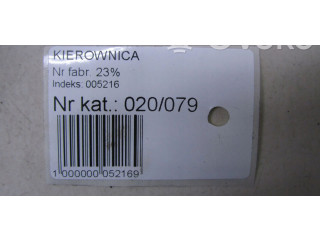 KIEROWNICA
Nr fabr 23%
Indeks: 005216
Nr kat.: 020/079
1 000000 052169